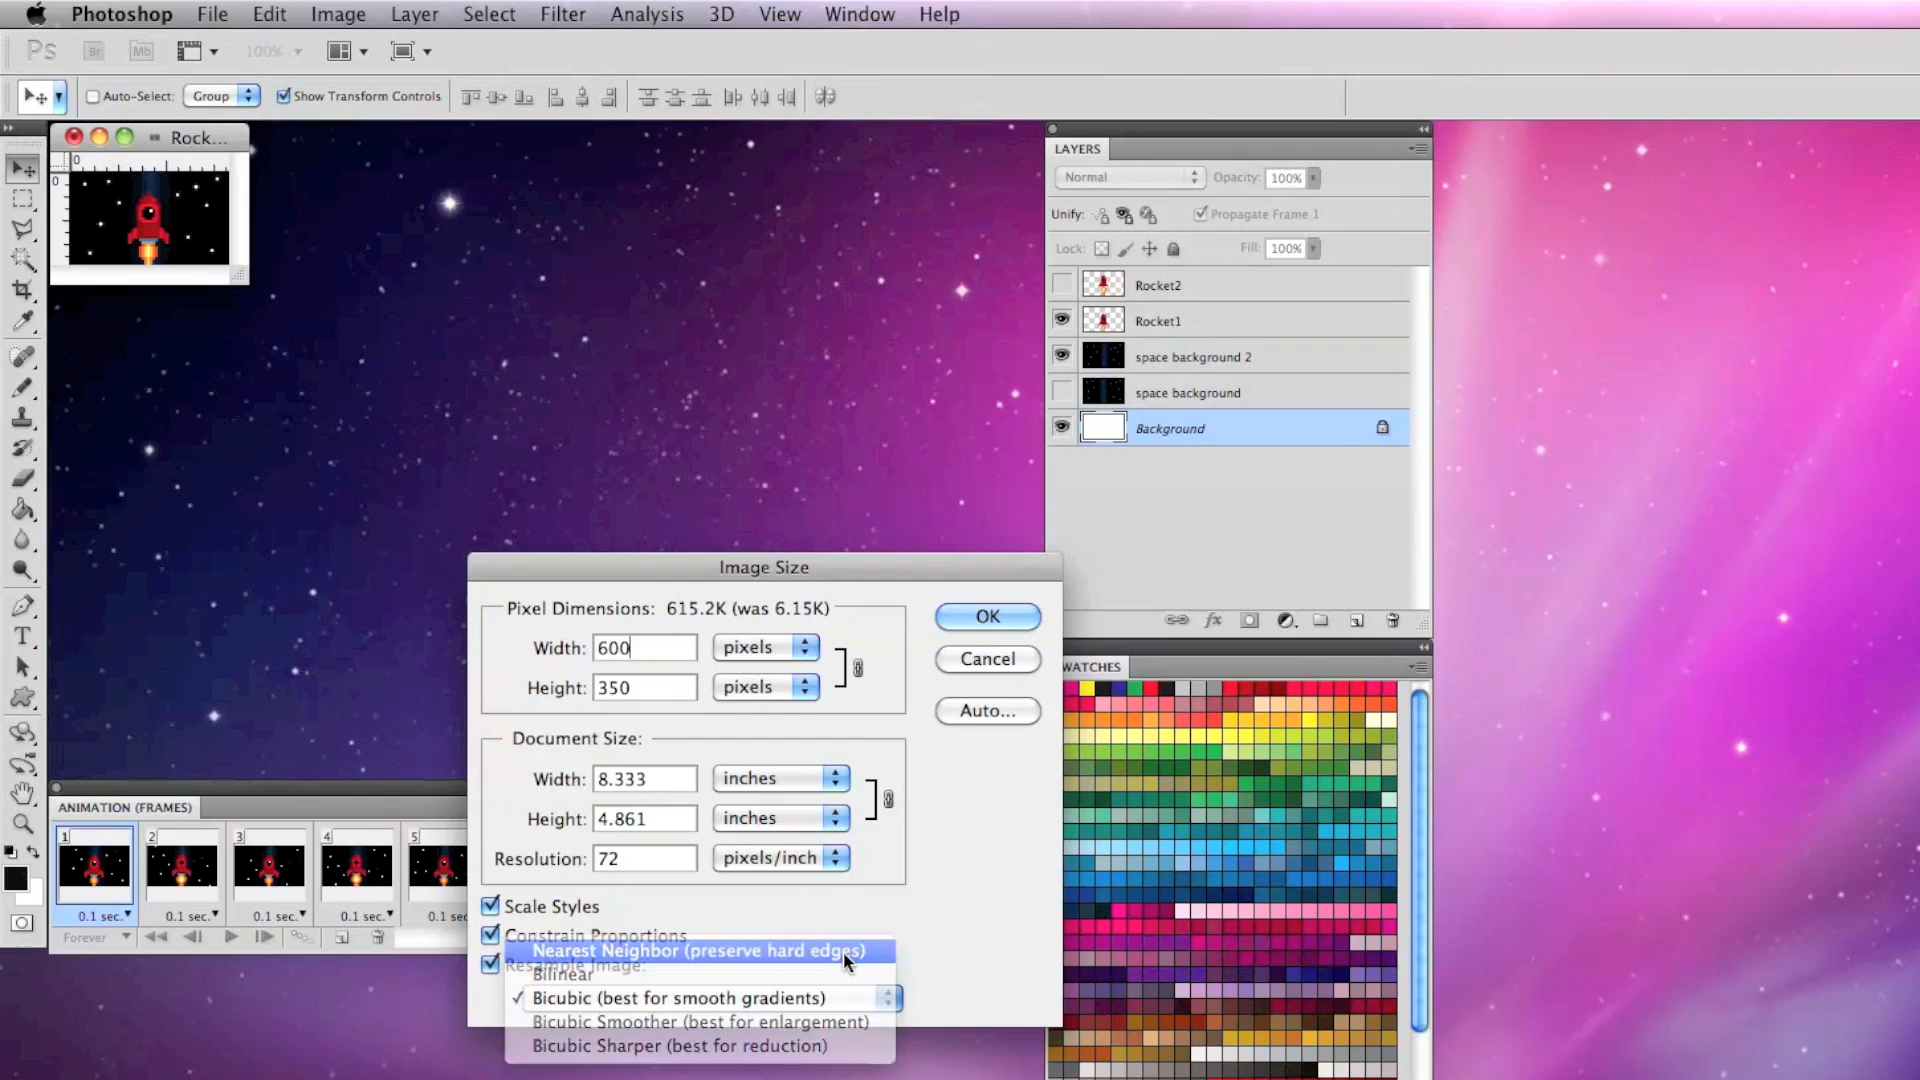 Photoshop File Edit Image Layer Select Filter Analysis 3D View Window Help
Ps Br Mb 100%
Auto-Select: Group Show Transform Controls
Rock...
0
0
LAYERS
Normal Opacity: 100%
Unify: Propagate Frame 1
Lock: Fill: 100%
Rocket2
Rocket1
space background 2
space background
Background
fx
WATCHES
Image Size
Pixel Dimensions: 615.2K (was 6.15K)
Width: 600 pixels
Height: 350 pixels
OK
Cancel
Auto...
Document Size:
Width: 8.333 inches
Height: 4.861 inches
Resolution: 72 pixels/inch
Scale Styles
Constrain Proportions
Resample Image:
Nearest Neighbor (preserve hard edges)
Bilinear
Bicubic (best for smooth gradients)
Bicubic Smoother (best for enlargement)
Bicubic Sharper (best for reduction)
T
ANIMATION (FRAMES)
1 2 3 4 5
0.1 sec. 0.1 sec. 0.1 sec. 0.1 sec. 0.1 sec
Forever